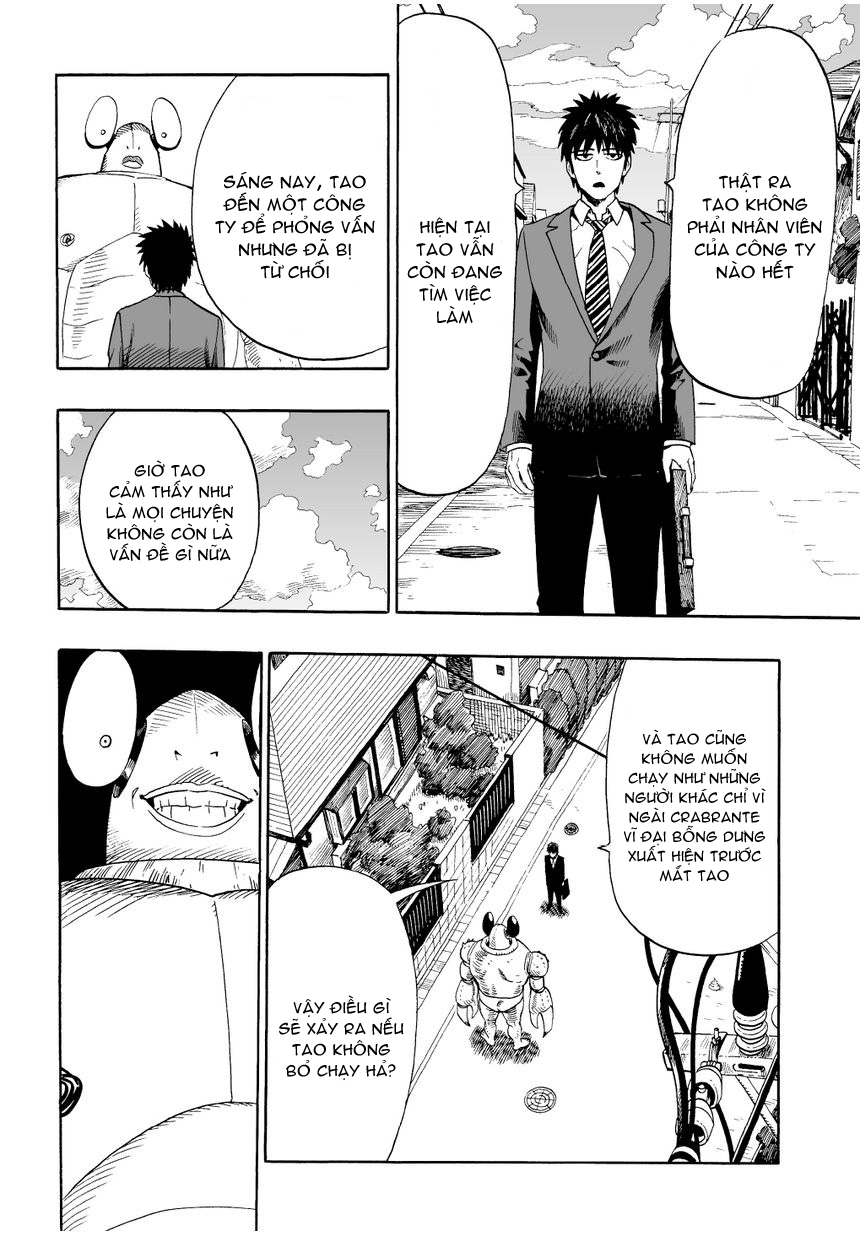 THẬT RA
TAO KHÔNG
PHẢI NHÂN VIÊN
CỦA CÔNG TY
NÀO HẾT
HIỆN TẠI
TAO VẪN
CÒN ĐANG
TÌM VIỆC
LÀM
SÁNG NAY, TAO
ĐẾN MỘT CÔNG
TY ĐỂ PHỎNG VẤN
NHƯNG ĐÃ BỊ
TỪ CHỐI
GIỜ TAO
CẢM THẤY NHƯ
LÀ MỌI CHUYỆN
KHÔNG CÒN LÀ
VẤN ĐỀ GÌ NỮA
VÀ TAO CŨNG
KHÔNG MUỐN
CHẠY NHƯ NHỮNG
NGƯỜI KHÁC CHỈ VÌ
NGÀI CRABRANTE
VĨ ĐẠI BỖNG DƯNG
XUẤT HIỆN TRƯỚC
MẮT TAO
VẬY ĐIỀU GÌ
SẼ XẢY RA NẾU
TAO KHÔNG
BỎ CHẠY HẢ?